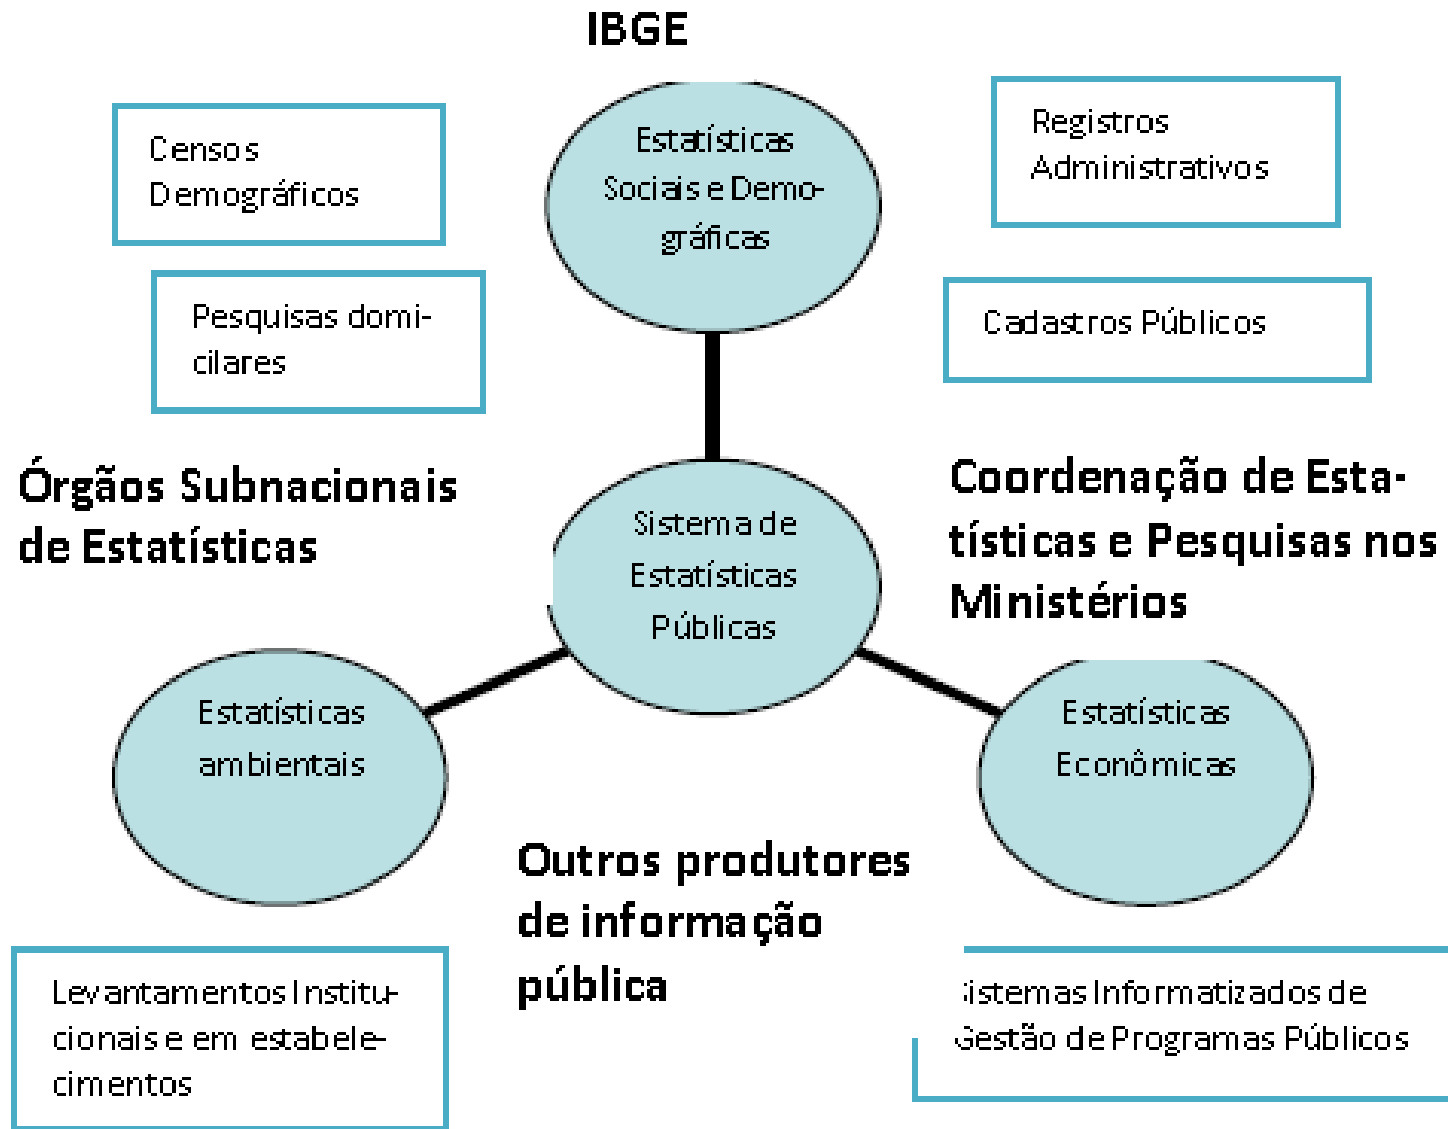 IBGE
Censos
Demográficos
Estatísticas
Sociais e Demo-
gráficas
Registros
Administrativos
Pesquisas domi-
cilares
Cadastros Públicos
Órgãos Subnacionais
de Estatísticas
Sistema de
Estatísticas
Públicas
Coordenação de Esta-
tísticas e Pesquisas nos
Ministérios
Estatísticas
ambientais
Estatísticas
Econômicas
Outros produtores
de informação
pública
Levantamentos Institu-
cionais e em estabele-
cimentos
Sistemas Informatizados de
Gestão de Programas Públicos